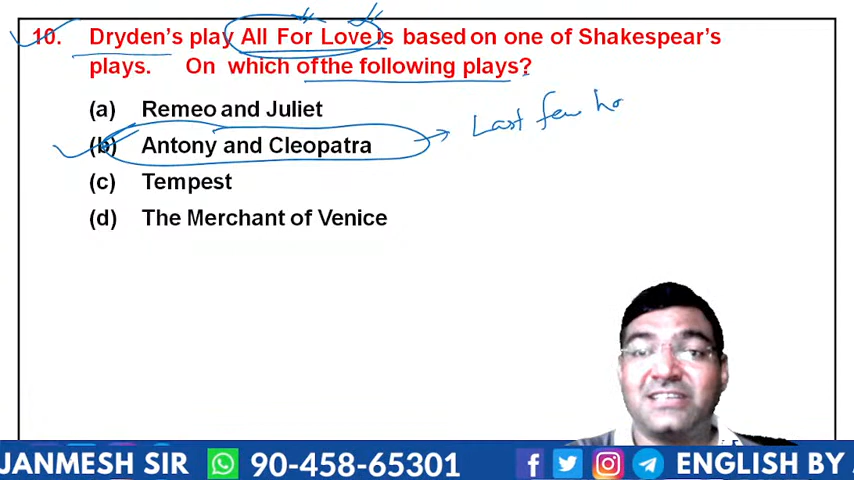 10. Dryden's play All For Love is based on one of Shakespear's
plays. On which of the following plays?
(a) Remeo and Juliet
(b) Antony and Cleopatra
Last few ho
(c) Tempest
(d) The Merchant of Venice
JANMESH SIR 90-458-65301 ENGLISH BY